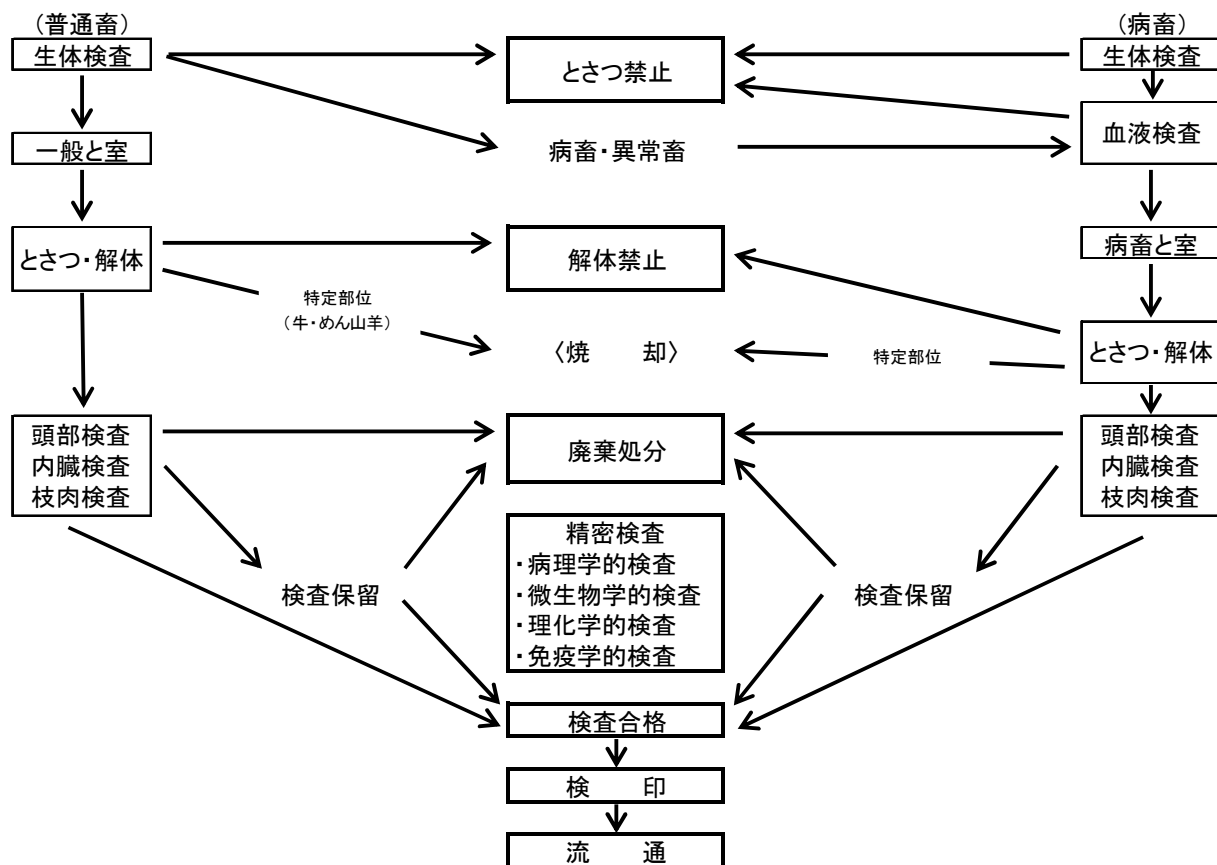 (普通畜)
生体検査
一般と室
とさつ・解体
頭部検査
内臓検査
枝肉検査
特定部位
(牛・めん山羊)
検査保留
とさつ禁止
病畜・異常畜
解体禁止
〈焼　却〉
廃棄処分
精密検査
・病理学的検査
・微生物学的検査
・理化学的検査
・免疫学的検査
検査合格
検　印
流　通
(病畜)
生体検査
血液検査
病畜と室
とさつ・解体
特定部位
頭部検査
内臓検査
枝肉検査
検査保留